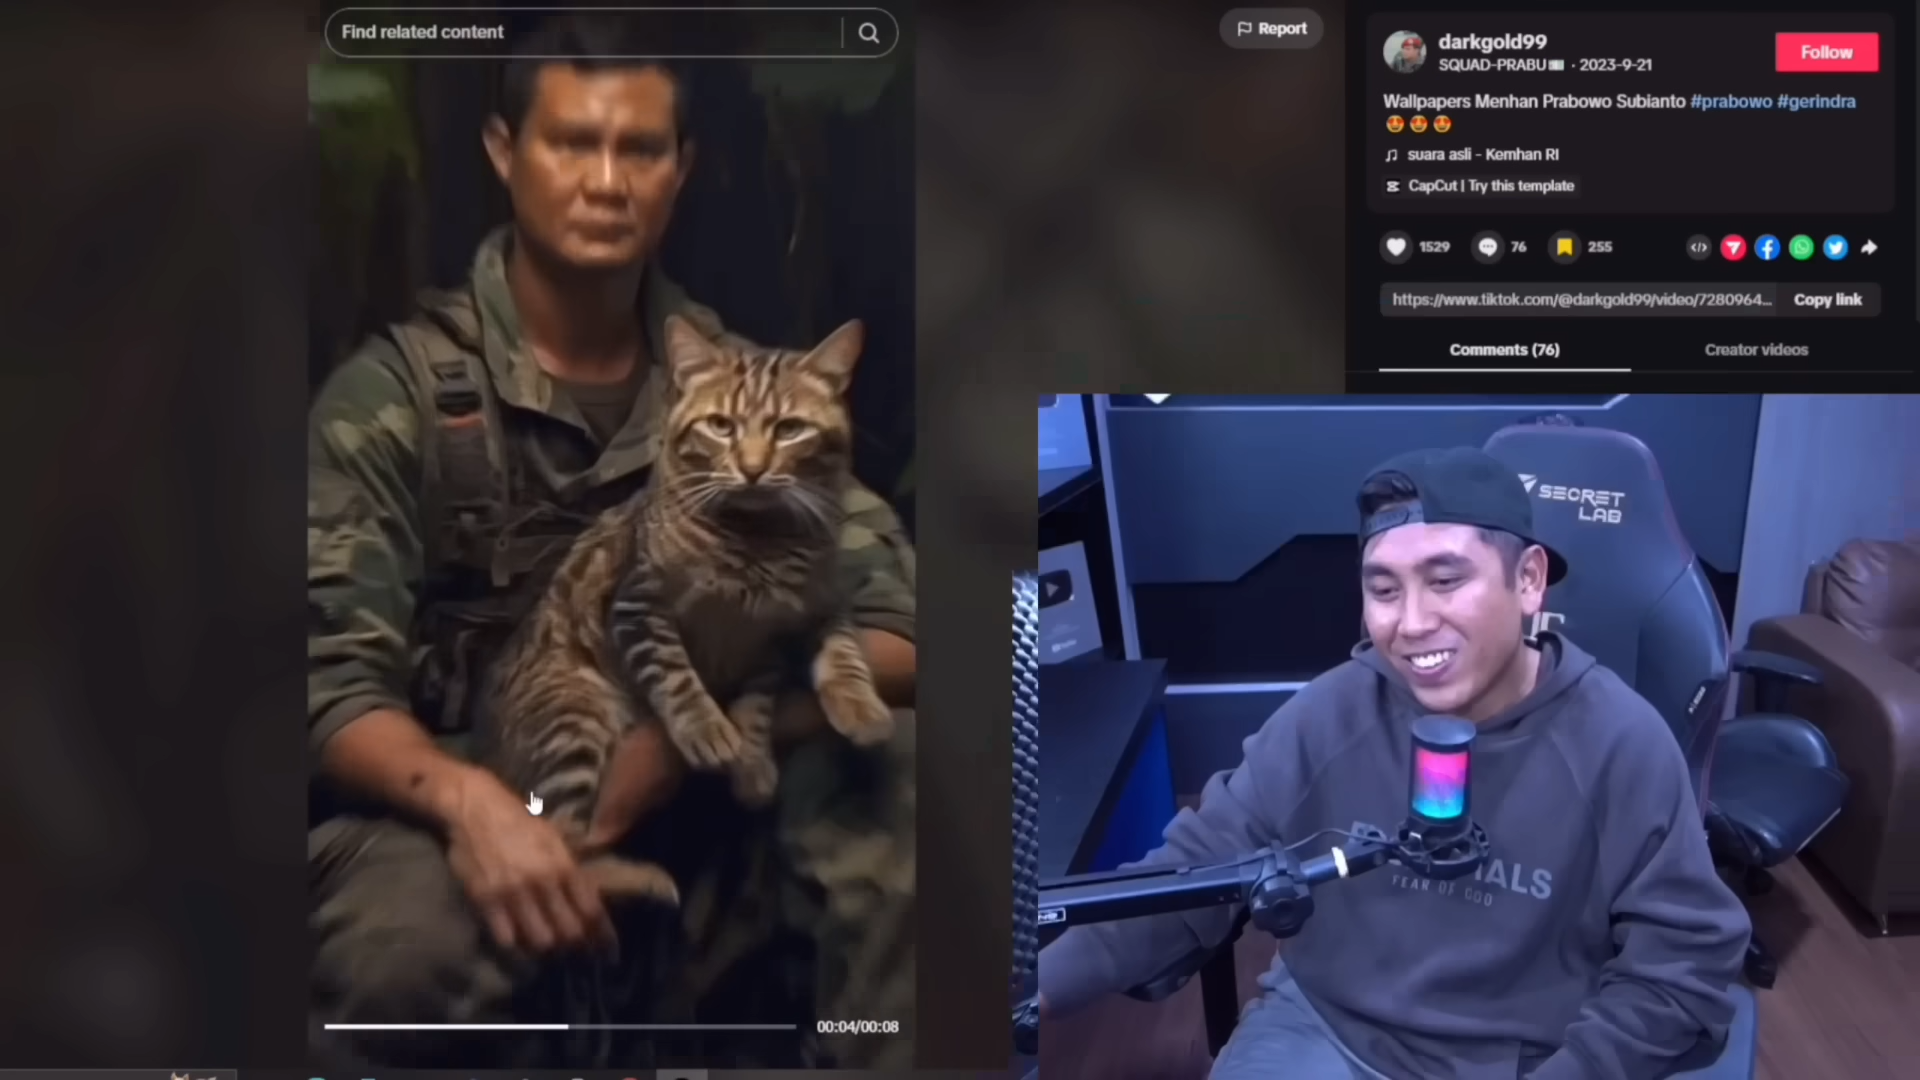 Find related content
Report
darkgold99
SQUAD-PRABU · 2023-9-21
Follow
Wallpapers Menhan Prabowo Subianto #prabowo #gerindra
suara asli - Kemhan RI
CapCut | Try this template
1529
76
255
https://www.tiktok.com/@darkgold99/video/7280964...
Copy link
Comments (76)
Creator videos
SECRET
LAB
ALS
FEAR OF GOD
00:04/00:08